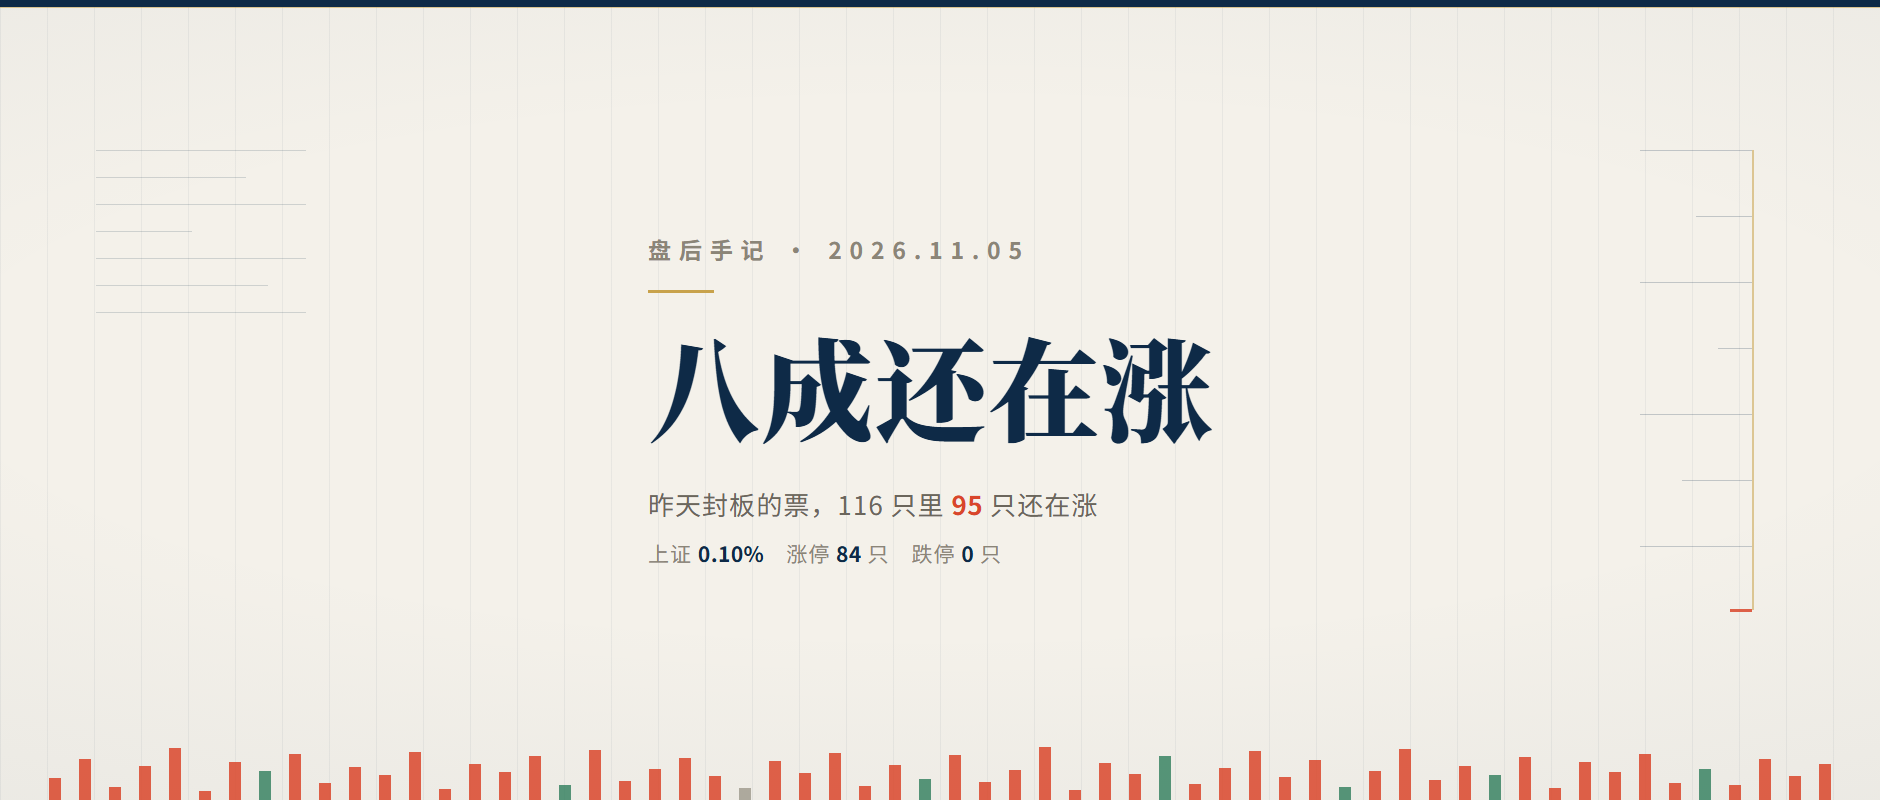 盘后手记 · 2026.11.05
八成还在涨
昨天封板的票，116 只里 95 只还在涨
上证 0.10% 涨停 84 只 跌停 0 只